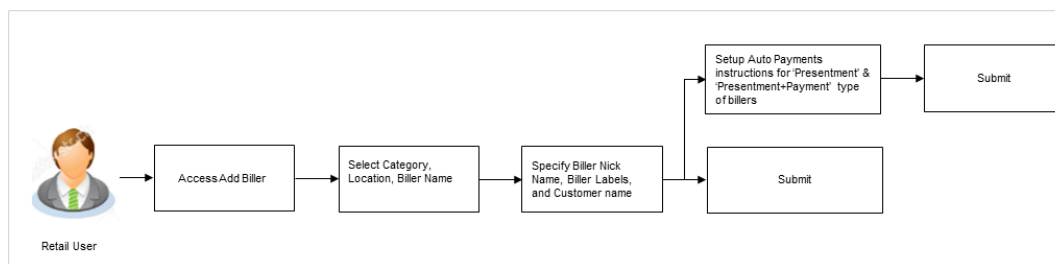 Retail User
Access Add Biller
Select Category,
Location, Biller Name
Specify Biller Nick
Name, Biller Labels,
and Customer name
Setup Auto Payments
instructions for ‘Presentment’ &
‘Presentment+Payment’ type
of billers
Submit
Submit